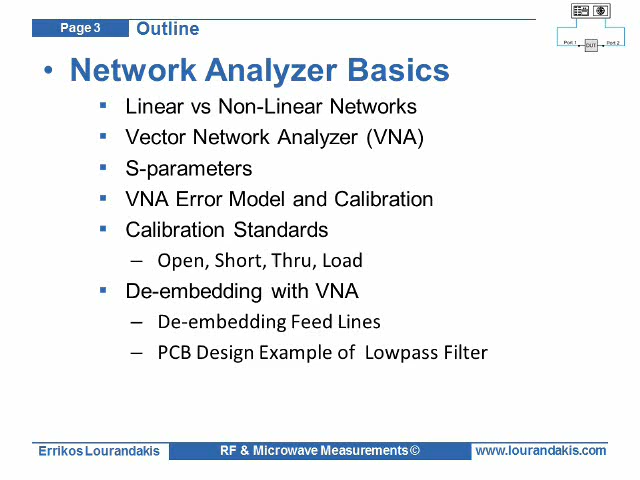 Page 3
Outline
Port 1
DUT
Port 2
• Network Analyzer Basics
▪ Linear vs Non-Linear Networks
▪ Vector Network Analyzer (VNA)
▪ S-parameters
▪ VNA Error Model and Calibration
▪ Calibration Standards
– Open, Short, Thru, Load
▪ De-embedding with VNA
– De-embedding Feed Lines
– PCB Design Example of Lowpass Filter
Errikos Lourandakis
RF & Microwave Measurements ©
www.lourandakis.com